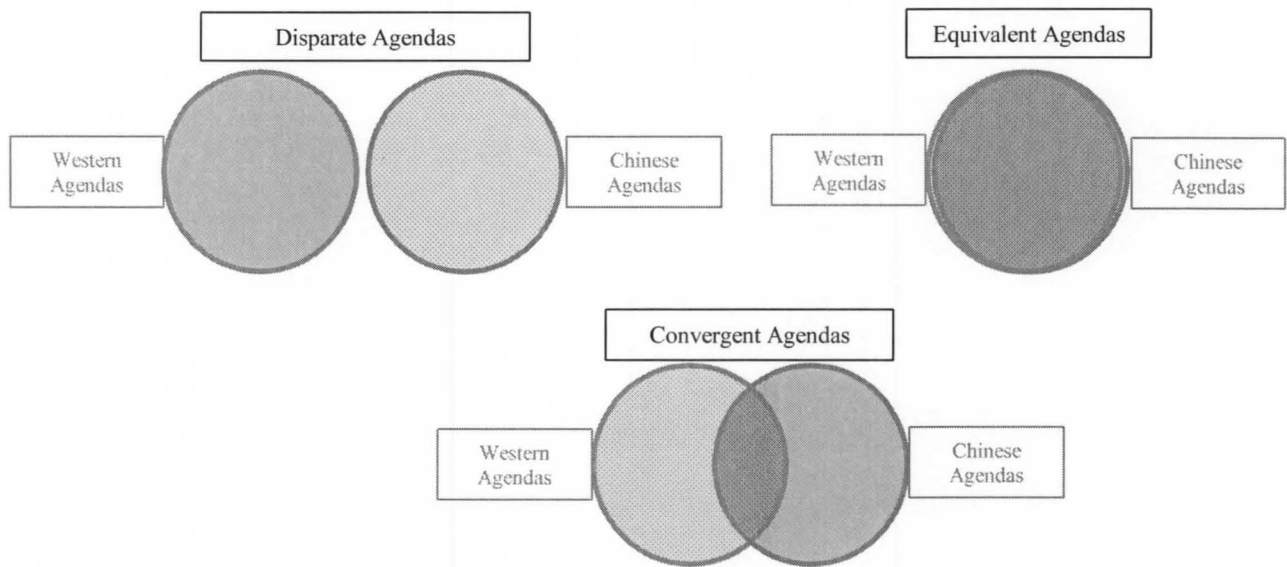 Disparate Agendas
Western
Agendas
Chinese
Agendas
Equivalent Agendas
Western
Agendas
Chinese
Agendas
Convergent Agendas
Western
Agendas
Chinese
Agendas